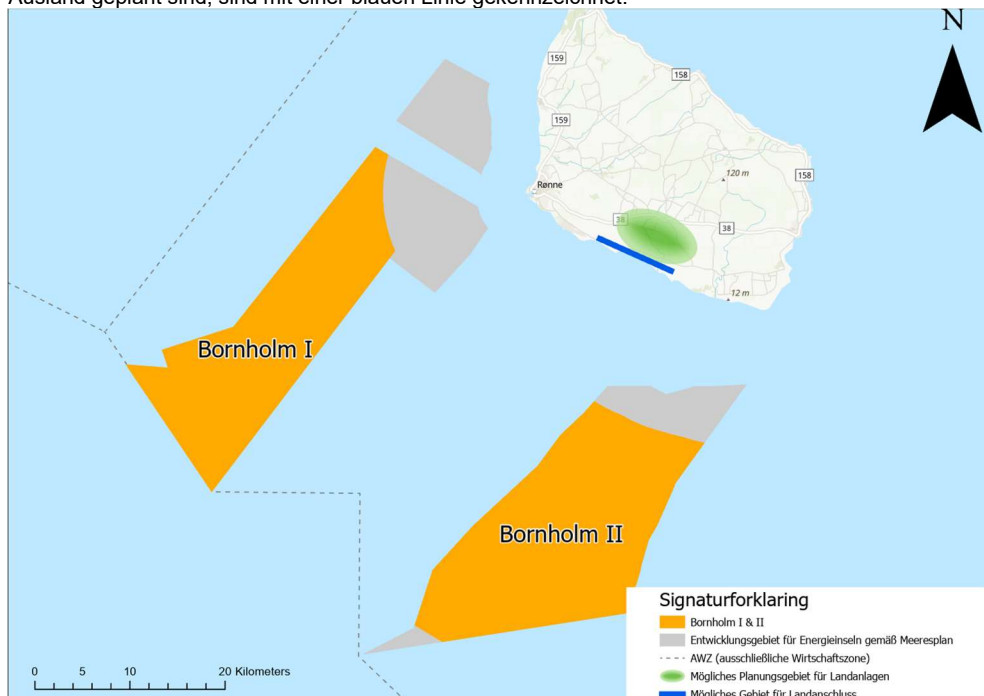 Ausland geplant sind, sind mit einer blauen Linie gekennzeichnet.
N
159
158
159
120 m
158
Rønne
38
38
12 m
Bornholm I
Bornholm II
Signaturforklaring
Bornholm I & II
Entwicklungsgebiet für Energieinseln gemäß Meeresplan
AWZ (ausschließliche Wirtschaftszone)
Mögliches Planungsgebiet für Landanlagen
Mögliches Gebiet für Landanschluss
0 5 10 20 Kilometers